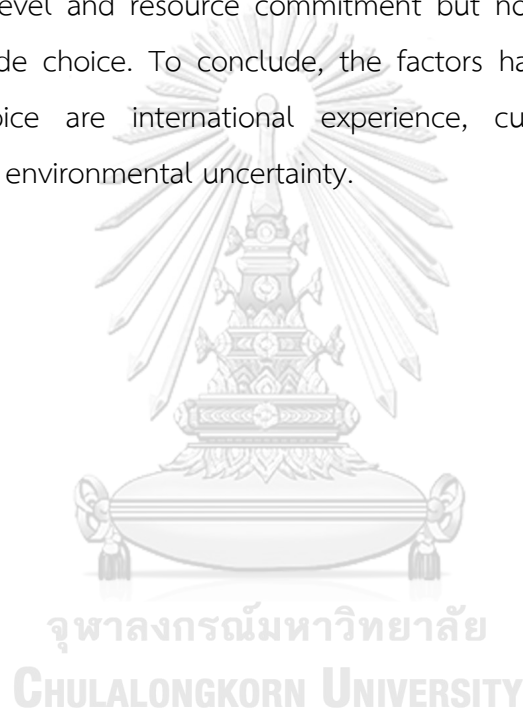 evel and resource commitment but no
de choice. To conclude, the factors ha
oice are international experience, cu
environmental uncertainty.
จุฬาลงกรณ์มหาวิทยาลัย
CHULALONGKORN UNIVERSITY